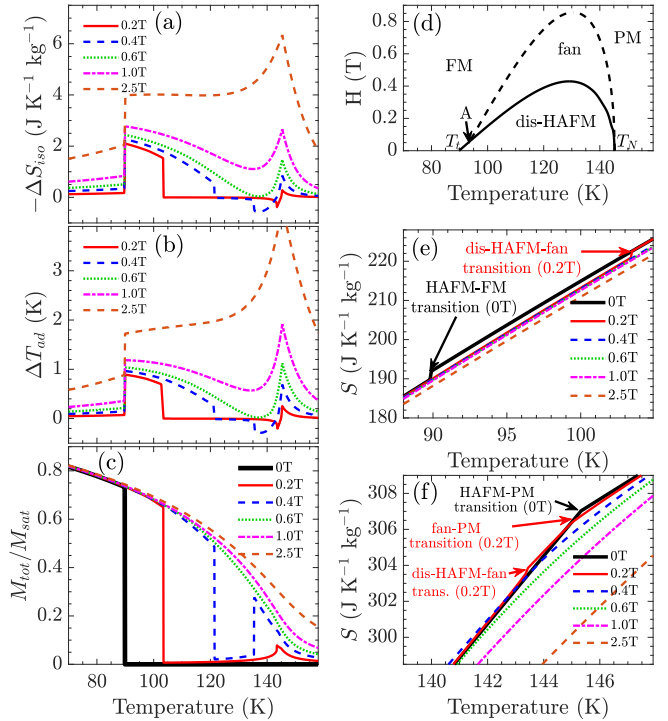 (a)
0.2T
0.4T
0.6T
1.0T
2.5T
−ΔS_iso (J K⁻¹ kg⁻¹)
6
4
2
0
(b)
0.2T
0.4T
0.6T
1.0T
2.5T
ΔT_ad (K)
3
2
1
0
(c)
0T
0.2T
0.4T
0.6T
1.0T
2.5T
M_tot/M_sat
0.8
0.6
0.4
0.2
0
80 100 120 140
Temperature (K)
(d)
H (T)
0.8
0.6
0.4
0.2
0
FM
fan
PM
A
dis-HAFM
T_t
T_N
80 100 120 140
Temperature (K)
(e)
S (J K⁻¹ kg⁻¹)
220
210
200
190
180
dis-HAFM-fan
transition (0.2T)
HAFM-FM
transition (0T)
0T
0.2T
0.4T
0.6T
1.0T
2.5T
90 95 100
Temperature (K)
(f)
S (J K⁻¹ kg⁻¹)
308
306
304
302
300
HAFM-PM
transition (0T)
fan-PM
transition (0.2T)
dis-HAFM-fan
trans. (0.2T)
0T
0.2T
0.4T
0.6T
1.0T
2.5T
140 142 144 146
Temperature (K)